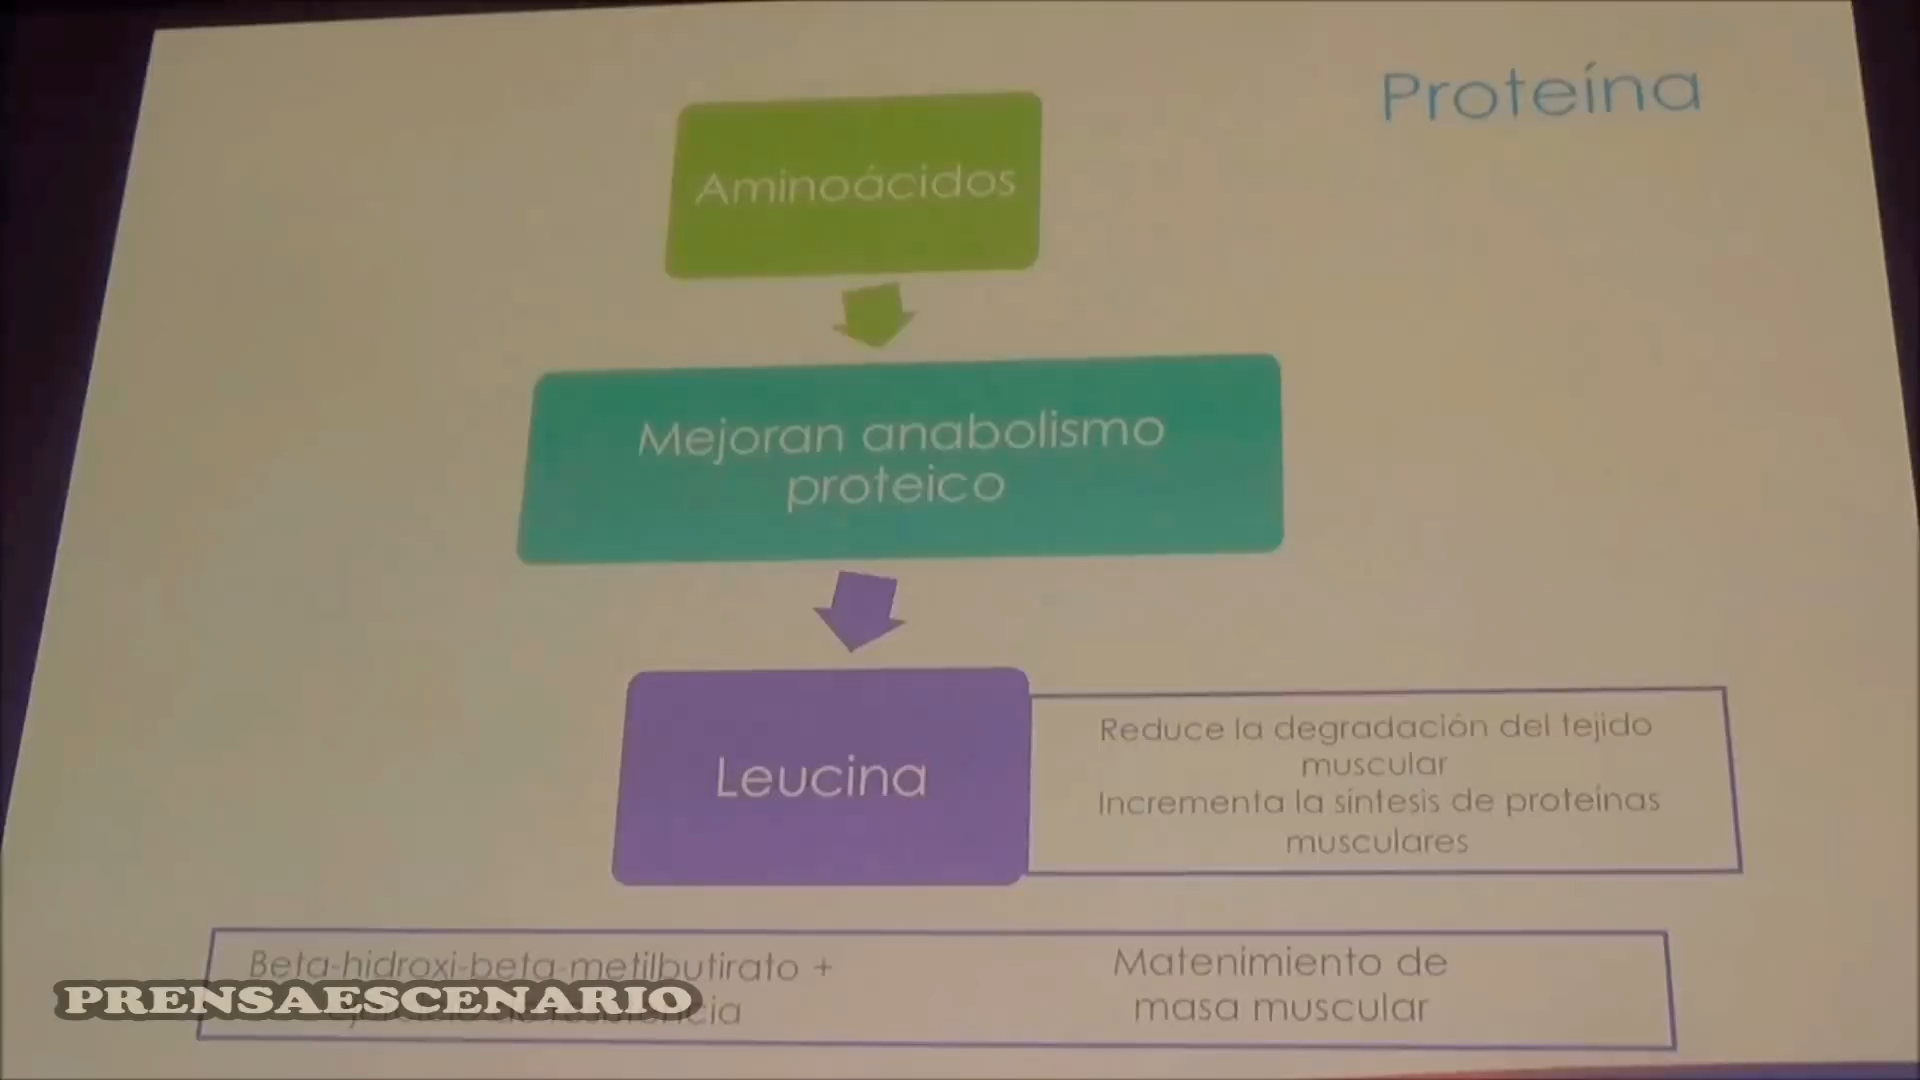 Proteína
Aminoácidos
Mejoran anabolismo
proteico
Leucina
Reduce la degradación del tejido
muscular
Incrementa la síntesis de proteínas
musculares
Beta-hidroxi-beta-metilbutirato +
Matenimiento de
masa muscular
PRENSAESCENARIO